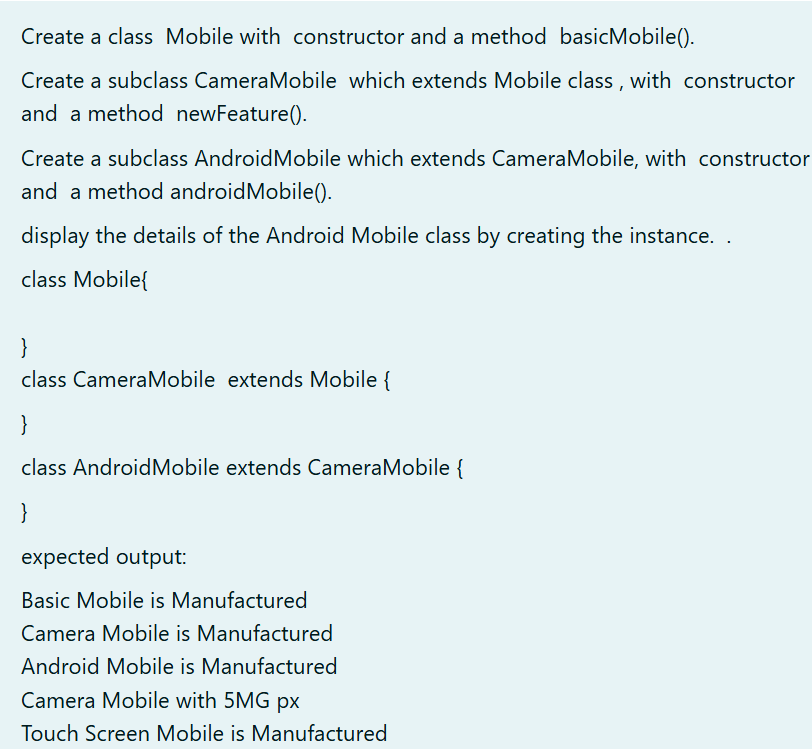 Create a class  Mobile with  constructor and a method  basicMobile().
Create a subclass CameraMobile  which extends Mobile class , with  constructor
and  a method  newFeature().
Create a subclass AndroidMobile which extends CameraMobile, with  constructor
and  a method androidMobile().
display the details of the Android Mobile class by creating the instance.  .
class Mobile{
}
class CameraMobile  extends Mobile {
}
class AndroidMobile extends CameraMobile {
}
expected output:
Basic Mobile is Manufactured
Camera Mobile is Manufactured
Android Mobile is Manufactured
Camera Mobile with 5MG px
Touch Screen Mobile is Manufactured